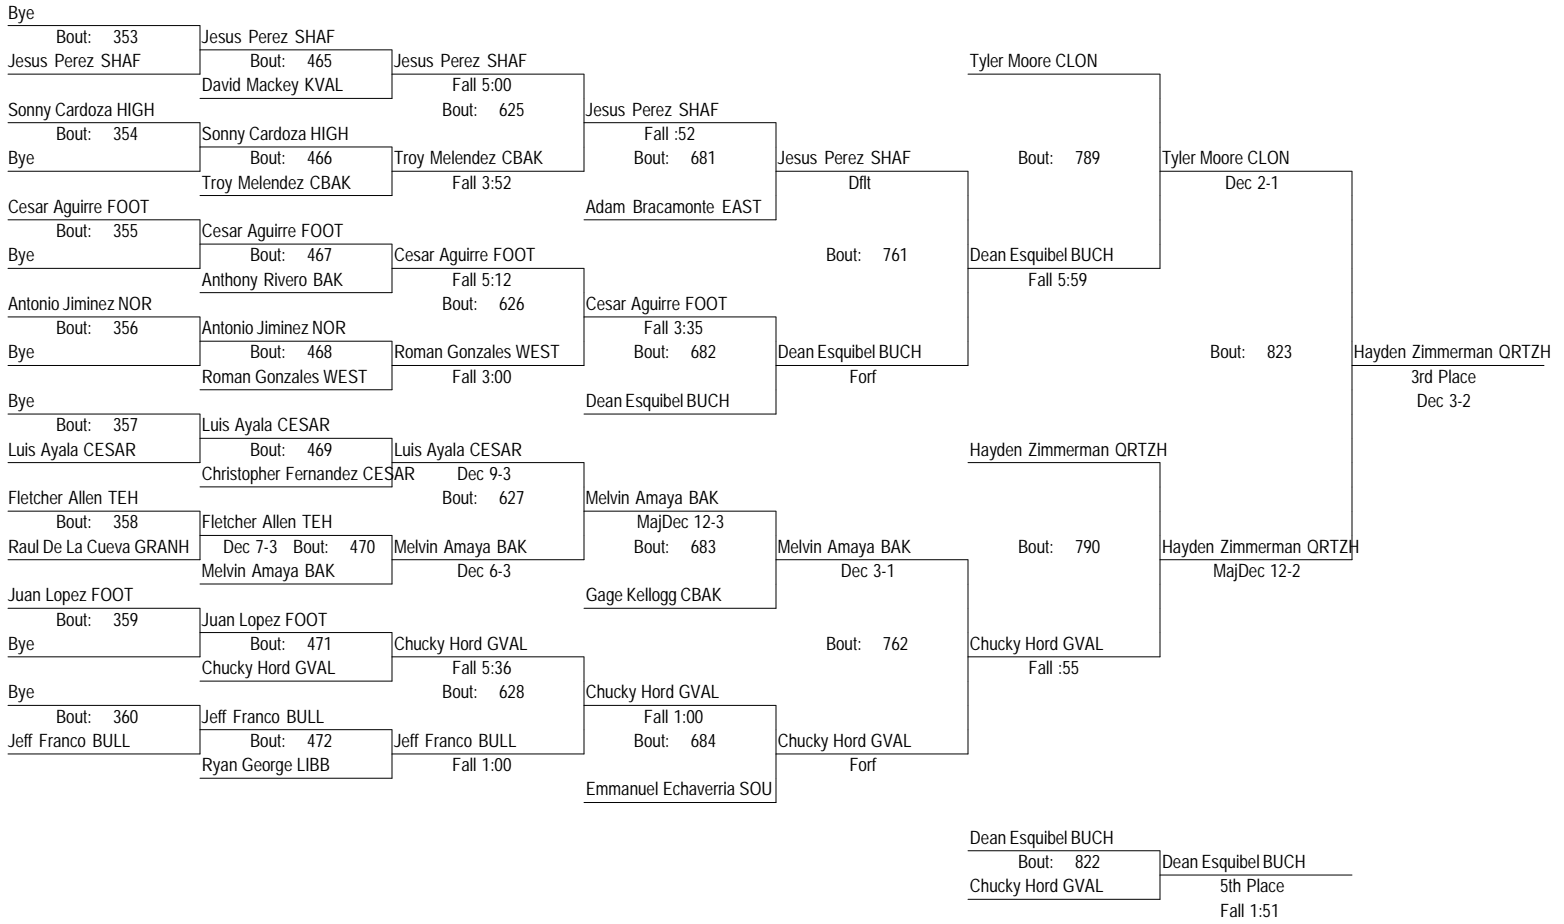 Bye
Bout: 353
Jesus Perez SHAF
Jesus Perez SHAF
Bout: 465
David Mackey KVAL
Jesus Perez SHAF
Fall 5:00
Bout: 625
Sonny Cardoza HIGH
Bout: 354
Bye
Sonny Cardoza HIGH
Bout: 466
Troy Melendez CBAK
Troy Melendez CBAK
Fall 3:52
Jesus Perez SHAF
Fall :52
Bout: 681
Adam Bracamonte EAST
Jesus Perez SHAF
Dflt
Bout: 761
Cesar Aguirre FOOT
Bout: 355
Bye
Cesar Aguirre FOOT
Bout: 467
Anthony Rivero BAK
Cesar Aguirre FOOT
Fall 5:12
Bout: 626
Antonio Jiminez NOR
Bout: 356
Bye
Antonio Jiminez NOR
Bout: 468
Roman Gonzales WEST
Roman Gonzales WEST
Fall 3:00
Cesar Aguirre FOOT
Fall 3:35
Bout: 682
Dean Esquibel BUCH
Dean Esquibel BUCH
Forf
Tyler Moore CLON
Bout: 789
Dean Esquibel BUCH
Fall 5:59
Tyler Moore CLON
Dec 2-1
Bout: 823
Hayden Zimmerman QRTZH
3rd Place
Dec 3-2
Bye
Bout: 357
Luis Ayala CESAR
Luis Ayala CESAR
Bout: 469
Christopher Fernandez CESAR
Luis Ayala CESAR
Dec 9-3
Bout: 627
Fletcher Allen TEH
Bout: 358
Raul De La Cueva GRANH
Fletcher Allen TEH
Dec 7-3 Bout: 470
Melvin Amaya BAK
Melvin Amaya BAK
Dec 6-3
Melvin Amaya BAK
MajDec 12-3
Bout: 683
Gage Kellogg CBAK
Melvin Amaya BAK
Dec 3-1
Bout: 762
Juan Lopez FOOT
Bout: 359
Bye
Juan Lopez FOOT
Bout: 471
Chucky Hord GVAL
Chucky Hord GVAL
Fall 5:36
Bout: 628
Bye
Bout: 360
Jeff Franco BULL
Jeff Franco BULL
Bout: 472
Ryan George LIBB
Jeff Franco BULL
Fall 1:00
Chucky Hord GVAL
Fall 1:00
Bout: 684
Emmanuel Echaverria SOU
Chucky Hord GVAL
Forf
Hayden Zimmerman QRTZH
Bout: 790
Chucky Hord GVAL
Fall :55
Hayden Zimmerman QRTZH
MajDec 12-2
Dean Esquibel BUCH
Bout: 822
Chucky Hord GVAL
Dean Esquibel BUCH
5th Place
Fall 1:51